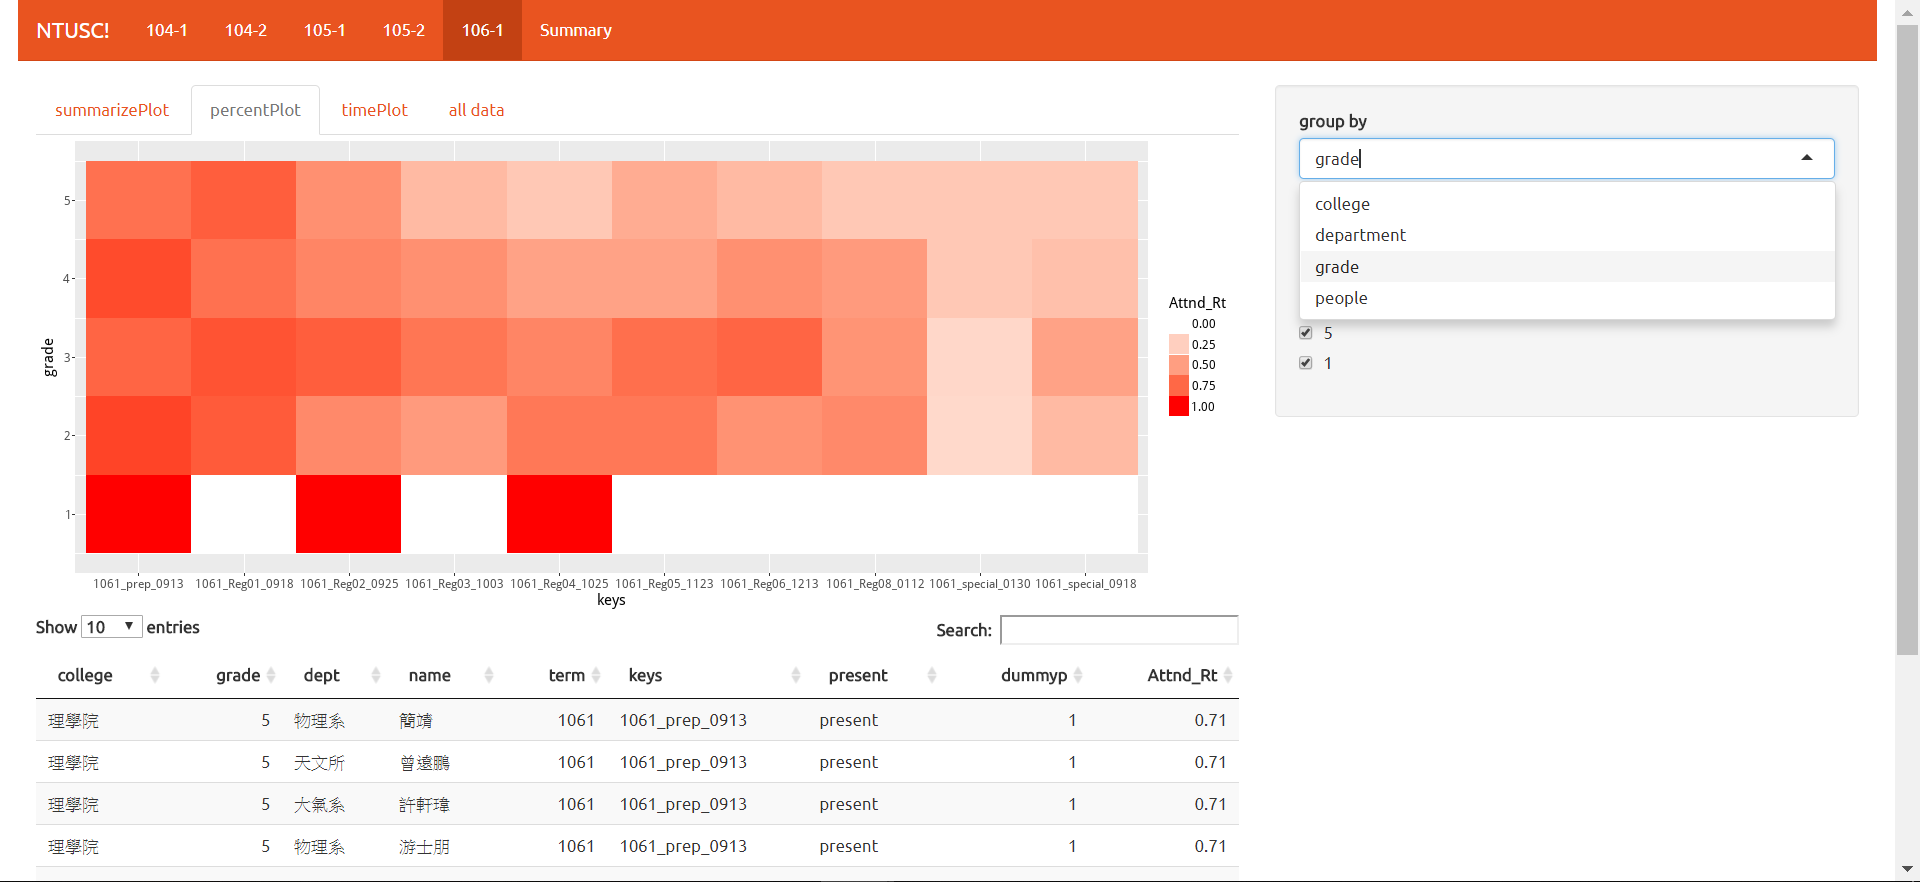 NTUSC! 104-1 104-2 105-1 105-2 106-1 Summary
summarizePlot percentPlot timePlot all data
grade
5
4
3
2
1
1061_prep_0913 1061_Reg01_0918 1061_Reg02_0925 1061_Reg03_1003 1061_Reg04_1025 1061_Reg05_1123 1061_Reg06_1213 1061_Reg08_0112 1061_special_0130 1061_special_0918
keys
Attnd_Rt
0.00
0.25
0.50
0.75
1.00
group by
grade
college
department
grade
people
5
1
Show 10 entries
Search:
college grade dept name term keys present dummyp Attnd_Rt
理學院 5 物理系 簡靖 1061 1061_prep_0913 present 1 0.71
理學院 5 天文所 曾遠鵬 1061 1061_prep_0913 present 1 0.71
理學院 5 大氣系 許軒瑋 1061 1061_prep_0913 present 1 0.71
理學院 5 物理系 游士朋 1061 1061_prep_0913 present 1 0.71